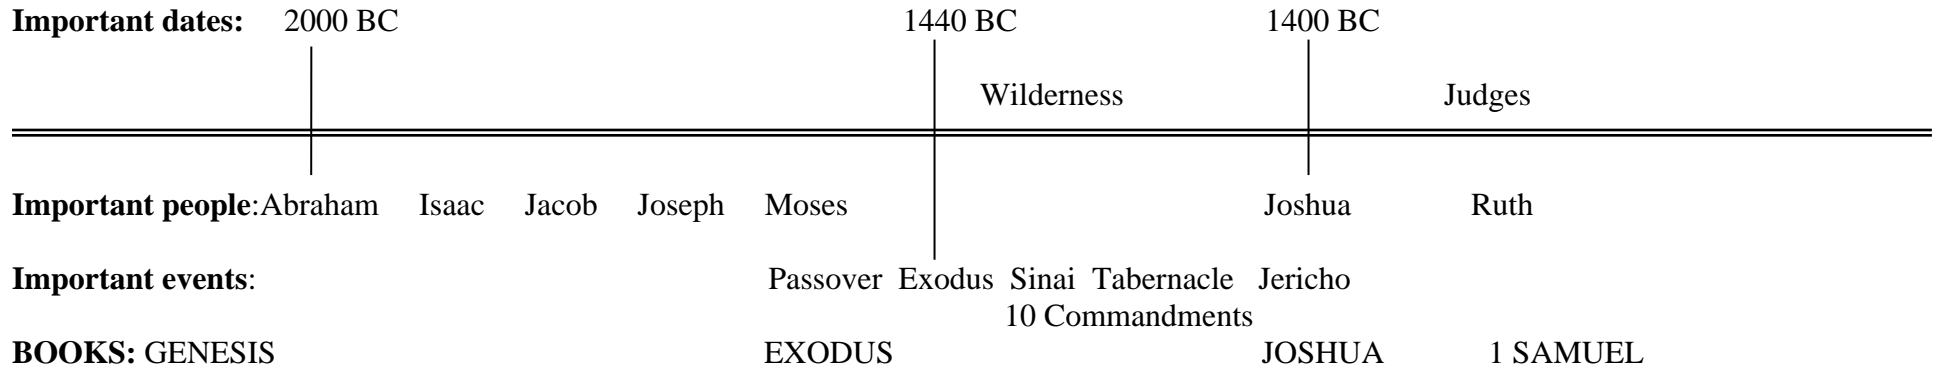 Important dates: 2000 BC 1440 BC 1400 BC
Wilderness Judges
Important people:Abraham Isaac Jacob Joseph Moses Joshua Ruth
Important events: Passover Exodus Sinai Tabernacle Jericho
10 Commandments
BOOKS: GENESIS EXODUS JOSHUA 1 SAMUEL